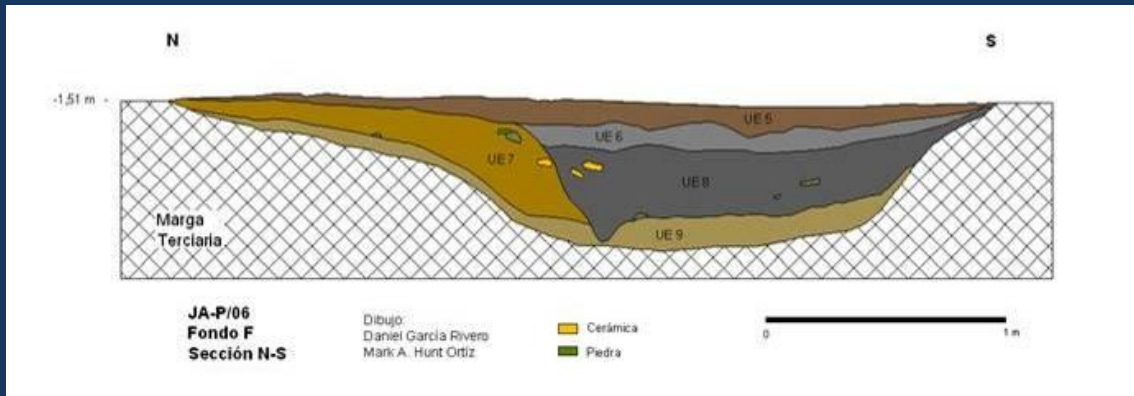 N
S
-1,51 m -
UE 5
UE 6
UE 7
UE 8
UE 9
Marga
Terciaria
JA-P/06
Fondo F
Sección N-S
Dibujo:
Daniel García Rivero
Mark A. Hunt Ortiz
Cerámica
Piedra
0
1 m